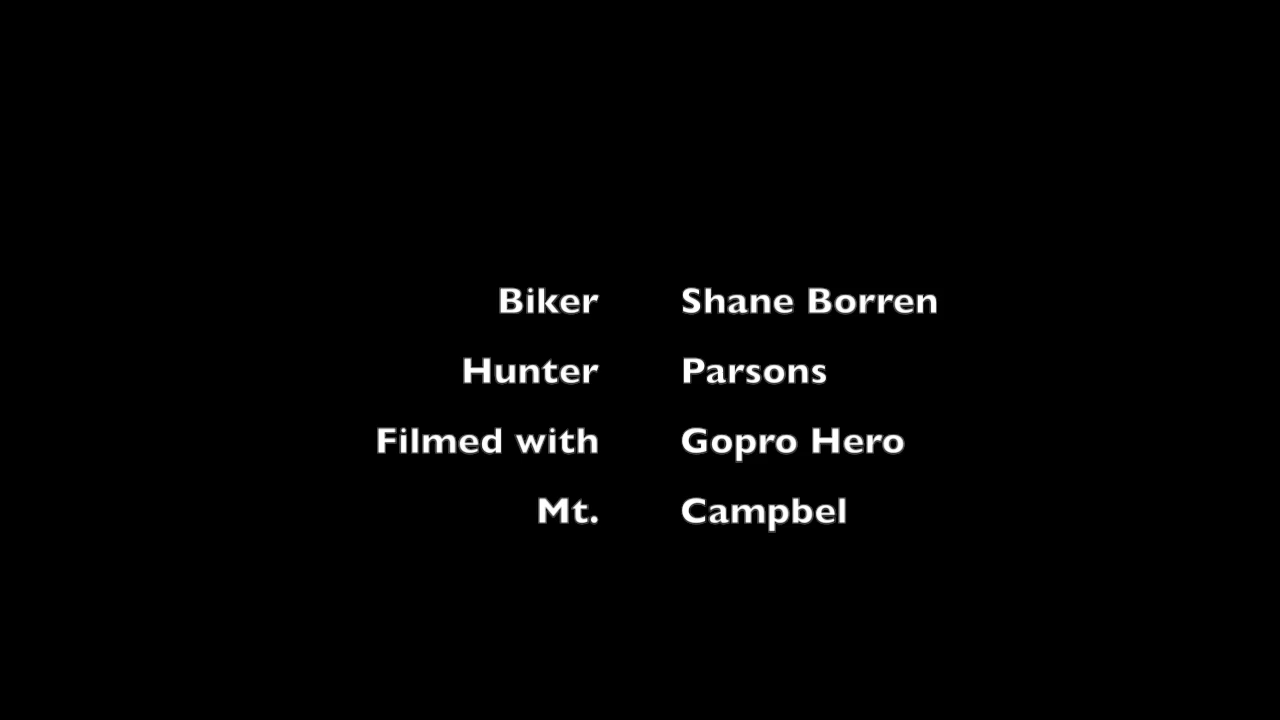 Biker Shane Borren
Hunter Parsons
Filmed with Gopro Hero
Mt. Campbel